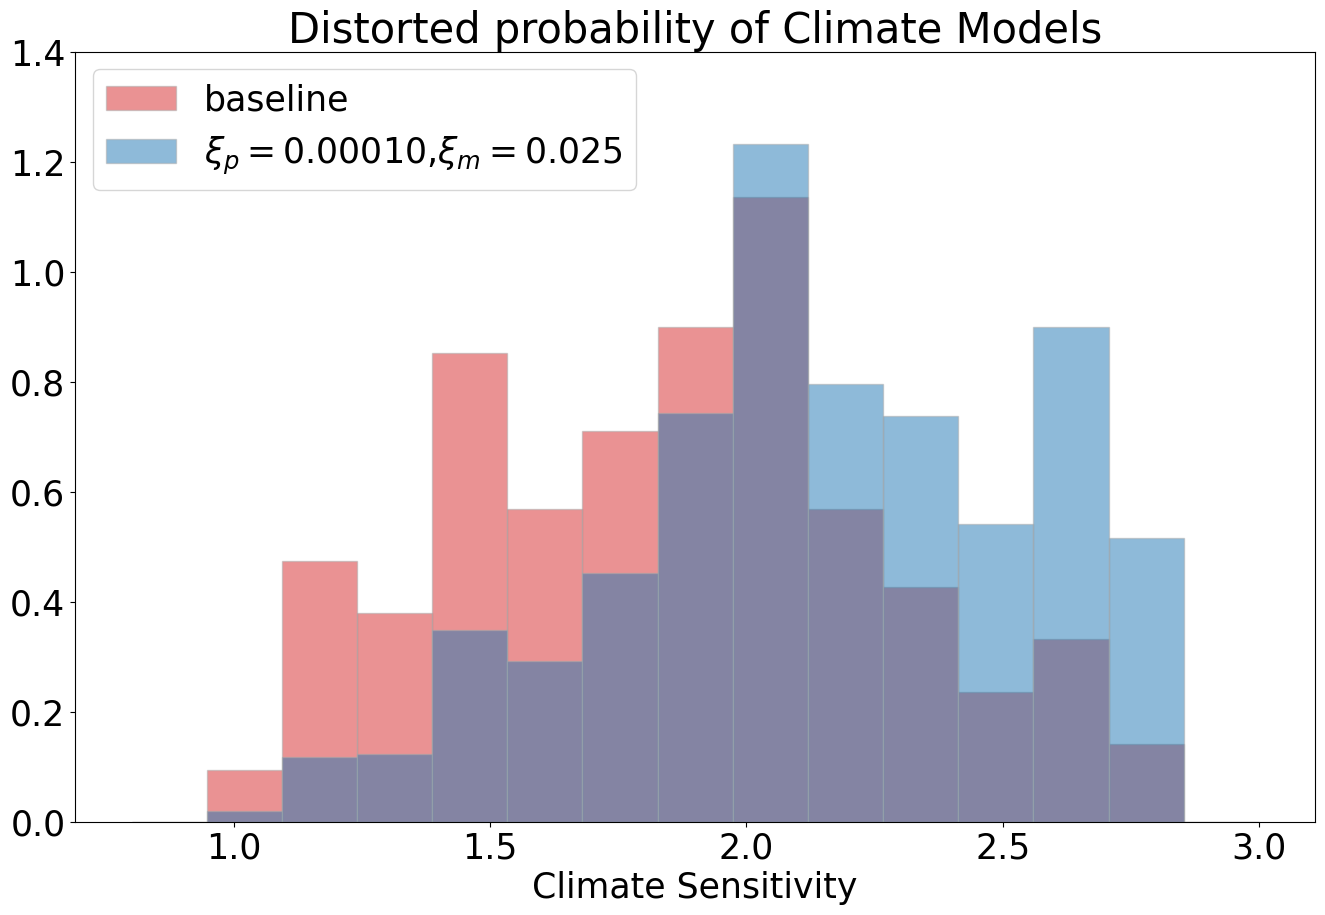 Distorted probability of Climate Models
baseline
ξp = 0.00010,ξm = 0.025
1.4
1.2
1.0
0.8
0.6
0.4
0.2
0.0
1.0 1.5 2.0 2.5 3.0
Climate Sensitivity